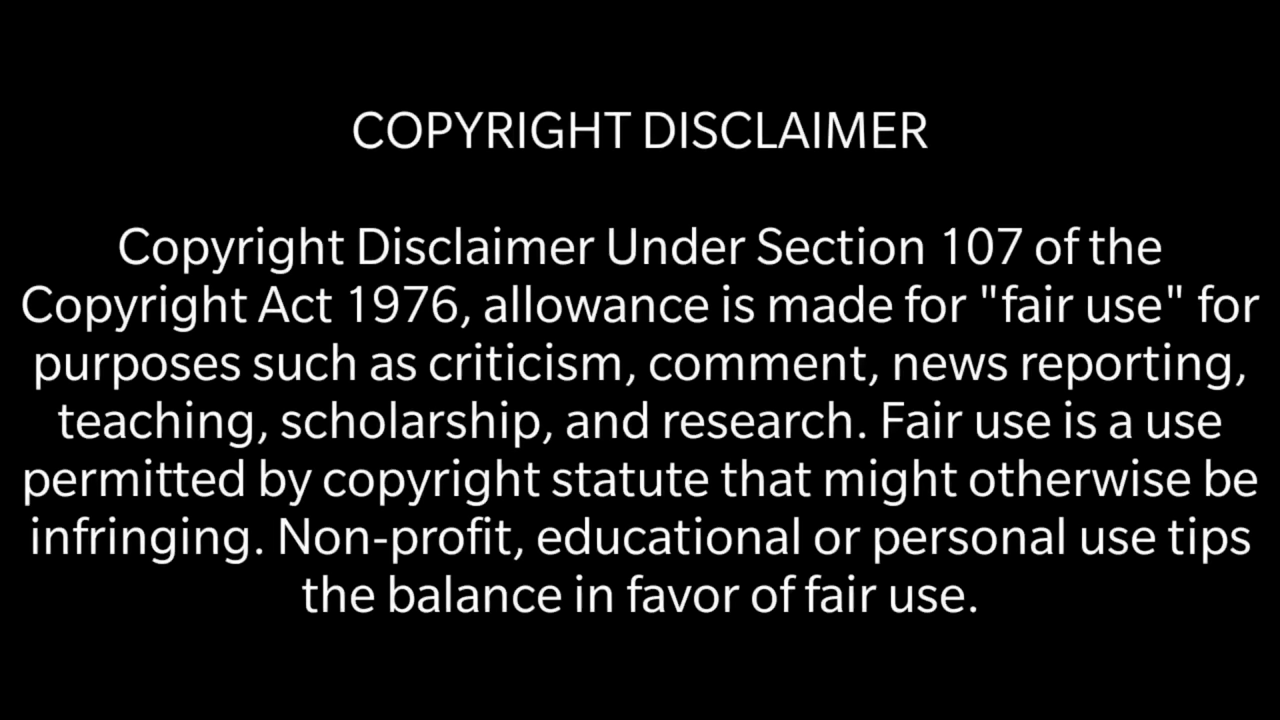 COPYRIGHT DISCLAIMER
Copyright Disclaimer Under Section 107 of the
Copyright Act 1976, allowance is made for "fair use" for
purposes such as criticism, comment, news reporting,
teaching, scholarship, and research. Fair use is a use
permitted by copyright statute that might otherwise be
infringing. Non-profit, educational or personal use tips
the balance in favor of fair use.